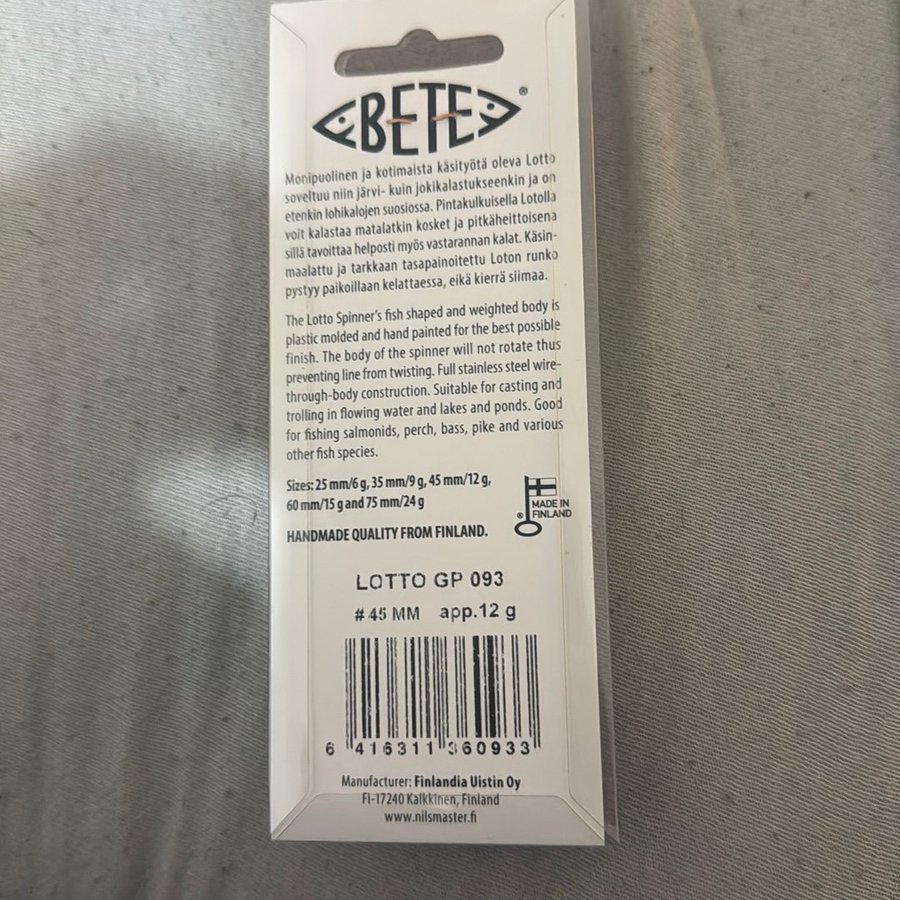 BETE®
Monipuolinen ja kotimaista käsityötä oleva Lotto
soveltuu niin järvi- kuin jokikalastukseenkin ja on
etenkin lohikalojen suosiossa. Pintakulkuisella Lotolla
voit kalastaa matalatkin kosket ja pitkäheittoisena
sillä tavoittaa helposti myös vastarannan kalat. Käsin-
maalattu ja tarkkaan tasapainoitettu Loton runko
pystyy paikoillaan kelattaessa, eikä kierrä siimaa.
The Lotto Spinner's fish shaped and weighted body is
plastic molded and hand painted for the best possible
finish. The body of the spinner will not rotate thus
preventing line from twisting. Full stainless steel wire-
through-body construction. Suitable for casting and
trolling in flowing water and lakes and ponds. Good
for fishing salmonids, perch, bass, pike and various
other fish species.
Sizes: 25 mm/6 g, 35 mm/9 g, 45 mm/12 g,
60 mm/15 g and 75 mm/24 g
MADE IN
® FINLAND
HANDMADE QUALITY FROM FINLAND.
LOTTO GP 093
# 45 MM app.12 g
6 416311 360933
Manufacturer: Finlandia Uistin Oy
FI-17240 Kalkkinen, Finland
www.nilsmaster.fi